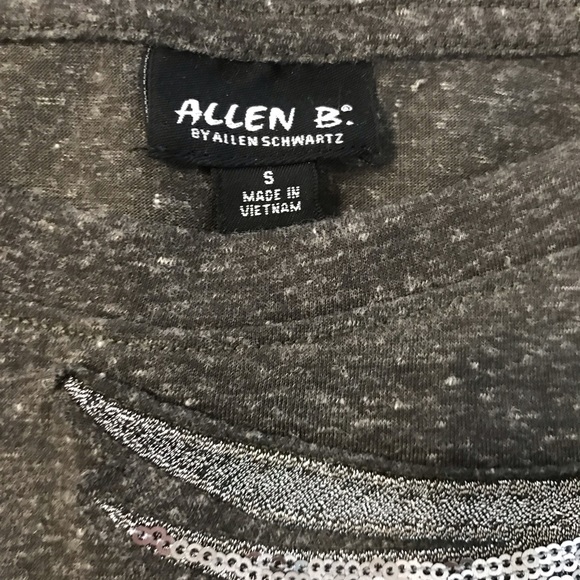 ALLEN B.
BY ALLEN SCHWARTZ
S
MADE IN
VIETNAM